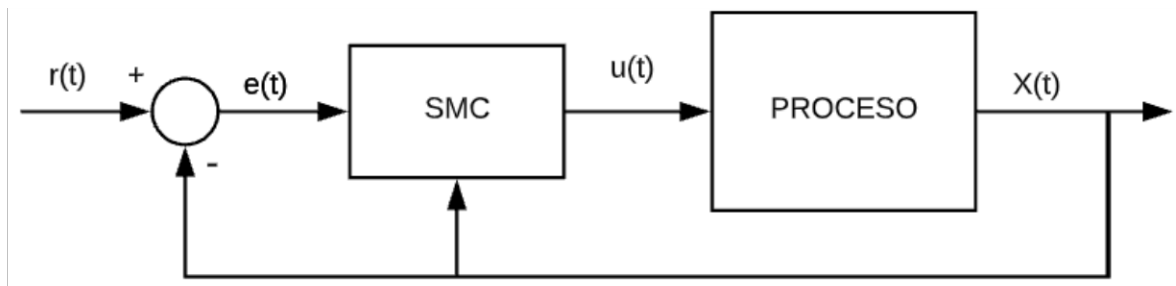 r(t)
+
e(t)
SMC
u(t)
PROCESO
X(t)
-